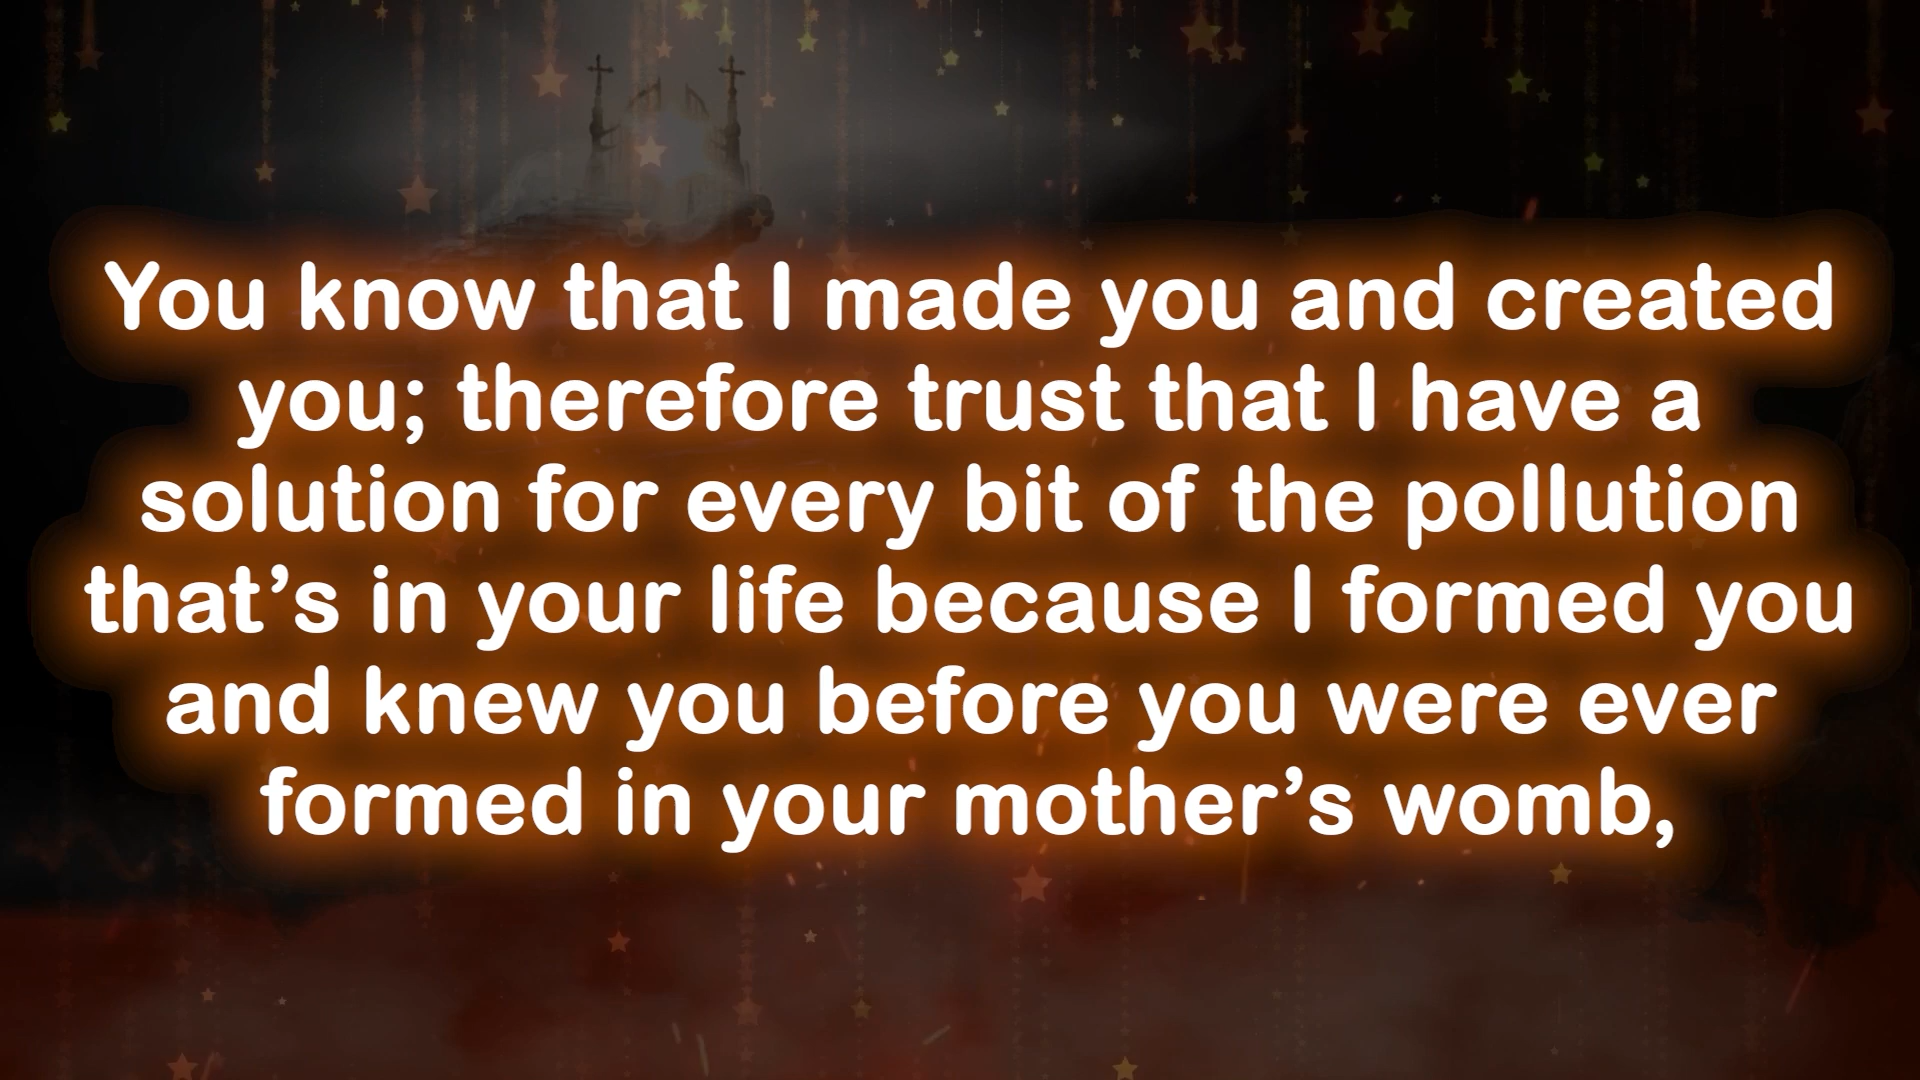 You know that I made you and created
you; therefore trust that I have a
solution for every bit of the pollution
that’s in your life because I formed you
and knew you before you were ever
formed in your mother’s womb,